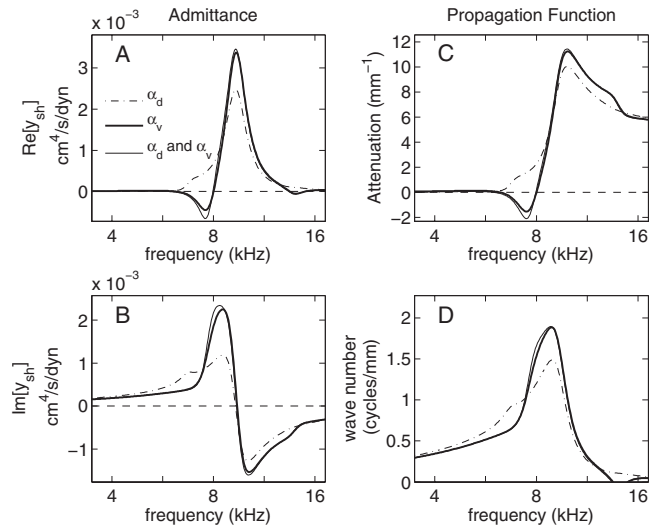 Admittance
Propagation Function
x 10⁻³
A
3
2
1
0
Re[y_sh]
cm⁴/s/dyn
α_d
α_v
α_d and α_v
4
8
16
frequency (kHz)
C
12
10
8
6
4
2
0
−2
Attenuation (mm⁻¹)
4
8
16
frequency (kHz)
x 10⁻³
B
2
1
0
−1
Im[y_sh]
cm⁴/s/dyn
4
8
16
frequency (kHz)
D
2
1.5
1
0.5
0
wave number
(cycles/mm)
4
8
16
frequency (kHz)